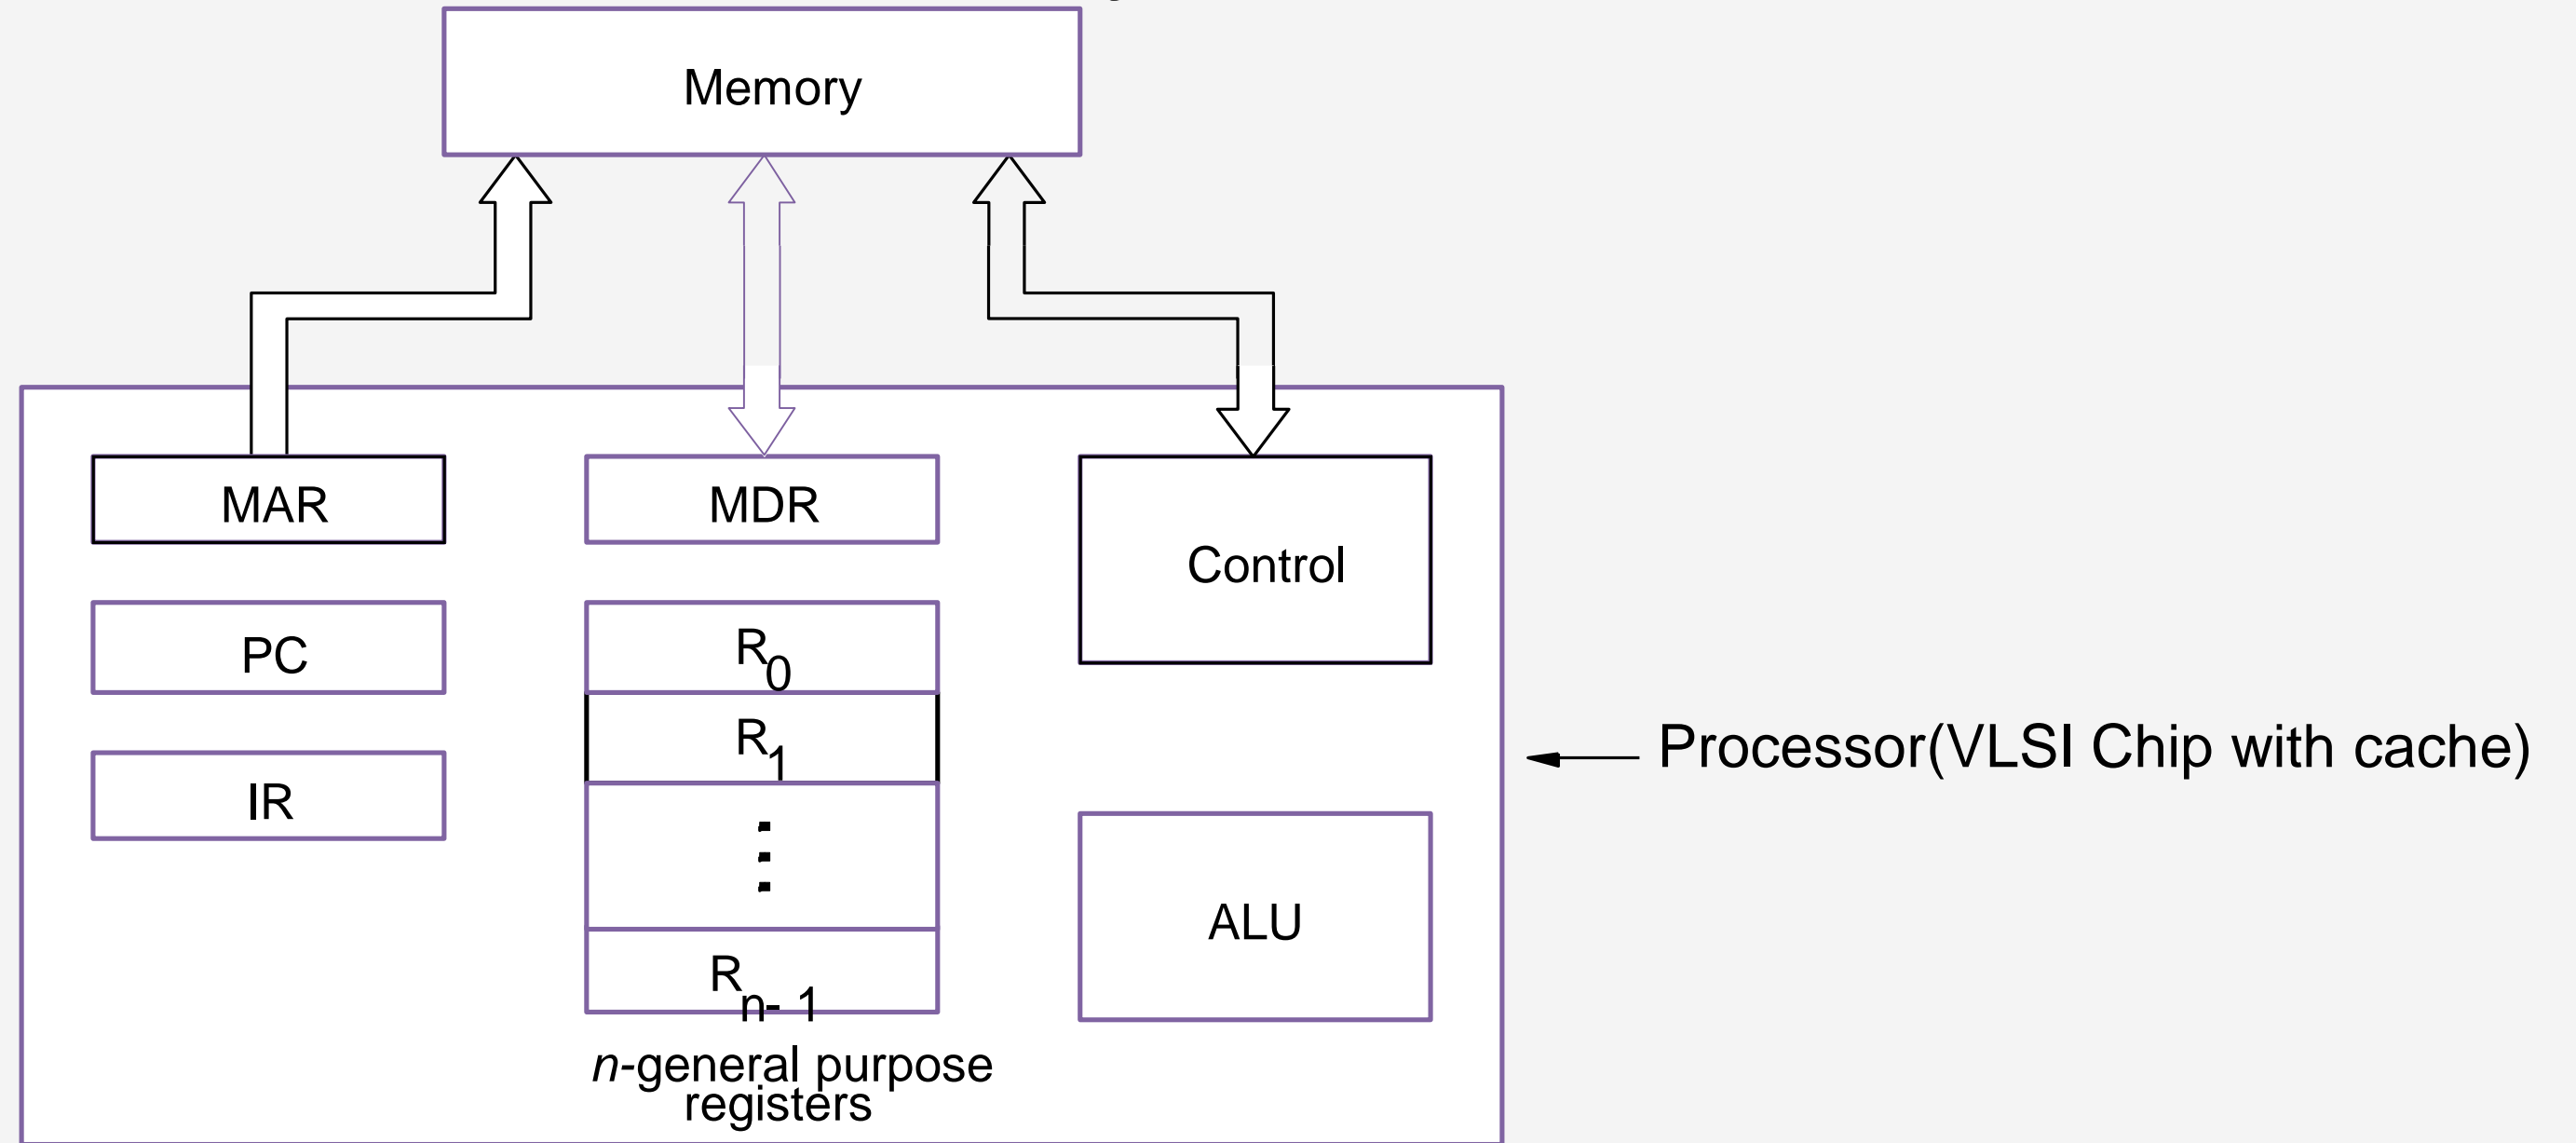 Memory
MAR
MDR
Control
PC
R0
R1
IR
Processor(VLSI Chip with cache)
ALU
Rn- 1
n-general purpose
registers